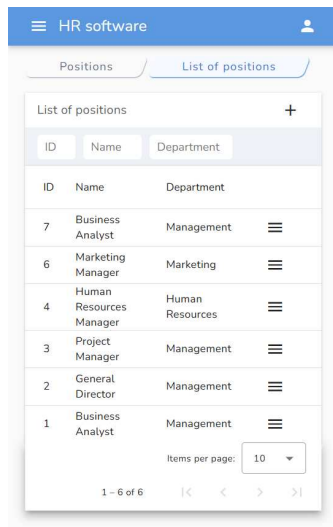 HR software
Positions
List of positions
List of positions
+
ID
Name
Department
ID
Name
Department
7
Business
Analyst
Management
6
Marketing
Manager
Marketing
4
Human
Resources
Manager
Human
Resources
3
Project
Manager
Management
2
General
Director
Management
1
Business
Analyst
Management
Items per page:
10
1 – 6 of 6